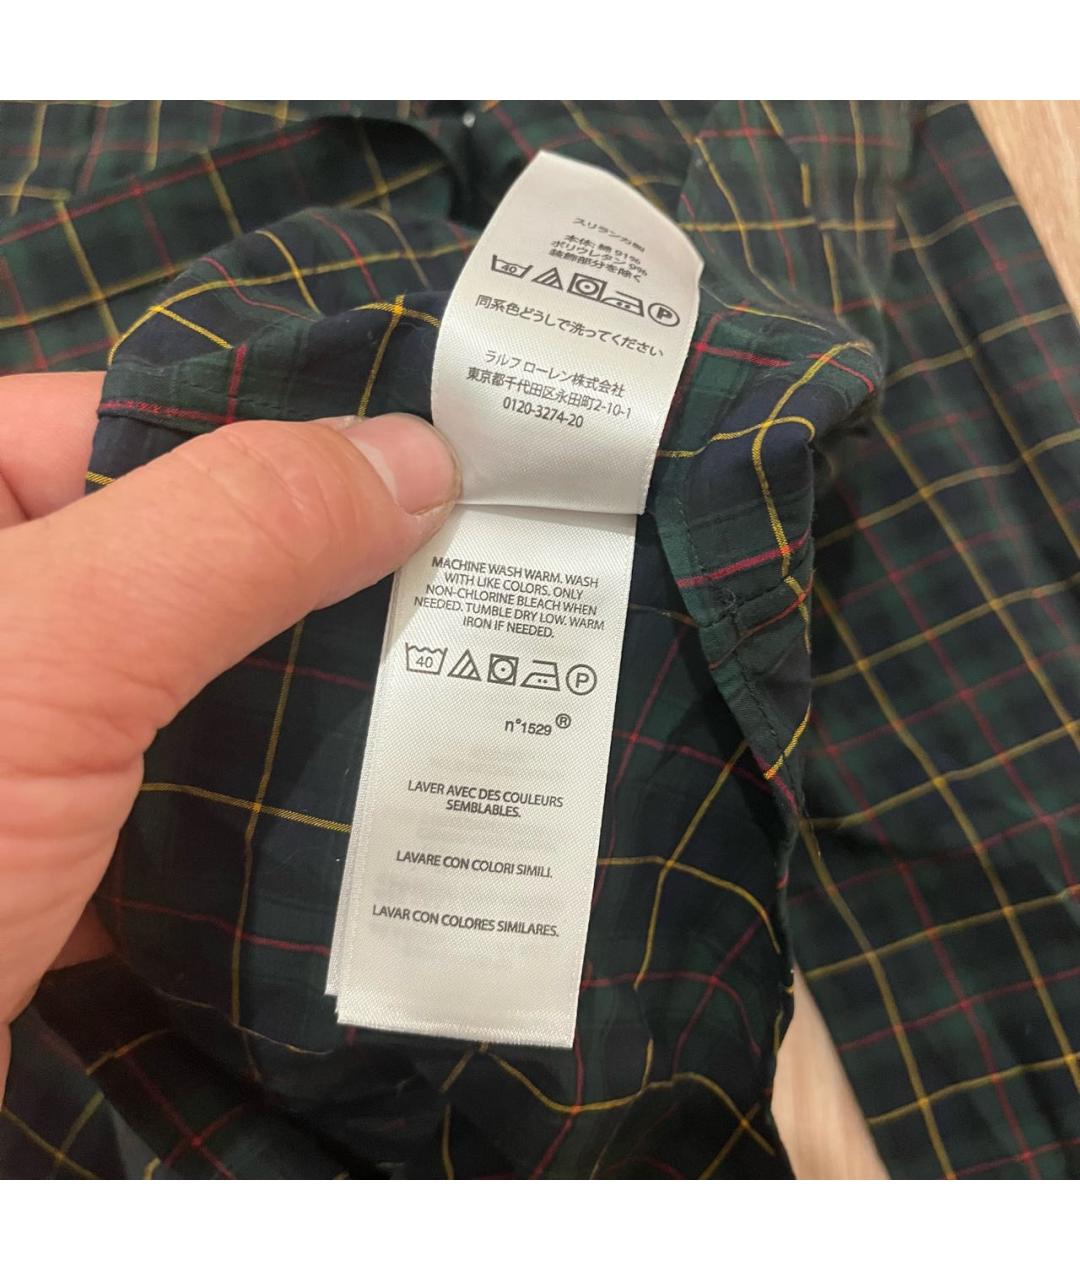 スリランカ製
本体: 綿 91%
ポリウレタン 9%
装飾部分を除く
40 P
同系色どうしで洗ってください
ラルフ ローレン株式会社
東京都千代田区永田町2-10-1
0120-3274-20
MACHINE WASH WARM. WASH
WITH LIKE COLORS. ONLY
NON-CHLORINE BLEACH WHEN
NEEDED. TUMBLE DRY LOW. WARM
IRON IF NEEDED.
40 P
n°1529®
LAVER AVEC DES COULEURS
SEMBLABLES.
LAVARE CON COLORI SIMILI.
LAVAR CON COLORES SIMILARES.